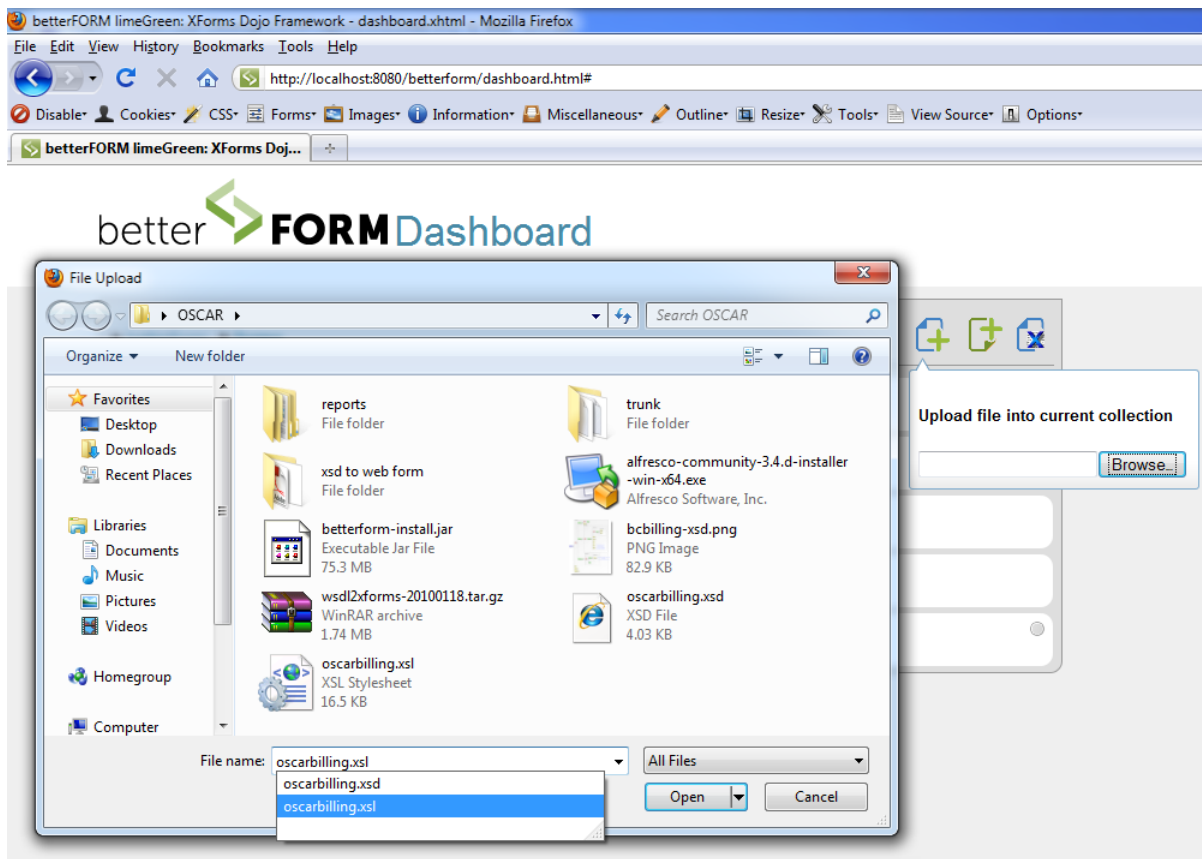 betterFORM limeGreen: XForms Dojo Framework - dashboard.xhtml - Mozilla Firefox
File Edit View History Bookmarks Tools Help
http://localhost:8080/betterform/dashboard.html#
Disable Cookies CSS Forms Images Information Miscellaneous Outline Resize Tools View Source Options
betterFORM limeGreen: XForms Doj...
better FORM Dashboard
File Upload
OSCAR
Search OSCAR
Organize New folder
Favorites
Desktop
Downloads
Recent Places
Libraries
Documents
Music
Pictures
Videos
Homegroup
Computer
reports
File folder
trunk
File folder
xsd to web form
File folder
alfresco-community-3.4.d-installer
-win-x64.exe
Alfresco Software, Inc.
betterform-install.jar
Executable Jar File
75.3 MB
bcbilling-xsd.png
PNG Image
82.9 KB
wsdl2xforms-20100118.tar.gz
WinRAR archive
1.74 MB
oscarbilling.xsd
XSD File
4.03 KB
oscarbilling.xsl
XSL Stylesheet
16.5 KB
File name: oscarbilling.xsl
All Files
oscarbilling.xsd
oscarbilling.xsl
Open Cancel
Upload file into current collection
Browse...